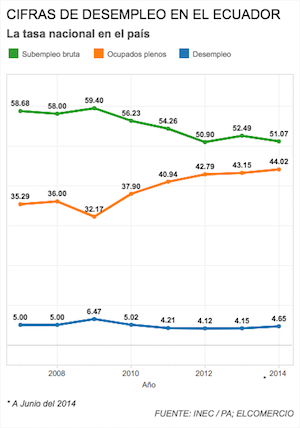 CIFRAS DE DESEMPLEO EN EL ECUADOR
La tasa nacional en el país
Subempleo bruta Ocupados plenos Desempleo
58.68 58.00 59.40 56.23 54.26 50.90 52.49 51.07
35.29 36.00 32.17 37.90 40.94 42.79 43.15 44.02
5.00 5.00 6.47 5.02 4.21 4.12 4.15 4.65
2008 2010 2012 2014
Año
* A Junio del 2014
FUENTE: INEC / PA; ELCOMERCIO